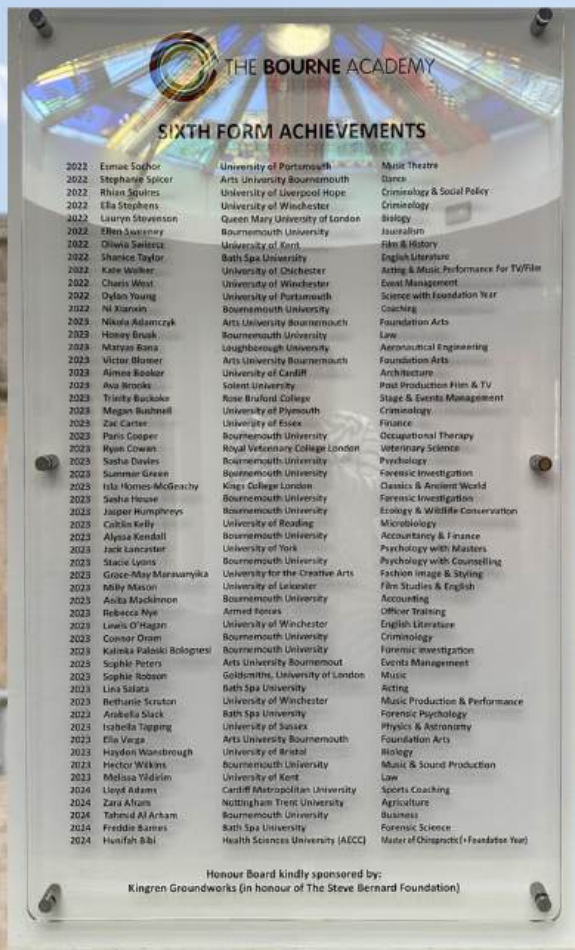 THE BOURNE ACADEMY
SIXTH FORM ACHIEVEMENTS
2022 Esmae Sochor University of Portsmouth Music Theatre
2022 Stephanie Spicer Arts University Bournemouth Dance
2022 Rhian Squires University of Liverpool Hope Criminology & Social Policy
2022 Ella Stephens University of Winchester Criminology
2022 Lauryn Stevenson Queen Mary University of London Biology
2022 Ellen Sweeney Bournemouth University Journalism
2022 Oliwia Swiercz University of Kent Film & History
2022 Shanice Taylor Bath Spa University English Literature
2022 Kate Walker University of Chichester Acting & Music Performance For TV/Film
2022 Charis West University of Winchester Event Management
2022 Dylan Young University of Portsmouth Science with Foundation Year
2022 Ni Xianxin Bournemouth University Coaching
2023 Nikola Adamczyk Arts University Bournemouth Foundation Arts
2023 Honey Brusk Bournemouth University Law
2023 Matyas Bana Loughborough University Aeronautical Engineering
2023 Victor Blomer Arts University Bournemouth Foundation Arts
2023 Aimee Booker University of Cardiff Architecture
2023 Ava Brooks Solent University Post Production Film & TV
2023 Trinity Buckoke Rose Bruford College Stage & Events Management
2023 Megan Bushnell University of Plymouth Criminology
2023 Zac Carter University of Essex Finance
2023 Paris Cooper Bournemouth University Occupational Therapy
2023 Ryan Cowan Royal Veterinary College London Veterinary Science
2023 Sasha Davies Bournemouth University Psychology
2023 Summer Green Bournemouth University Forensic Investigation
2023 Isla Homes-McGeachy Kings College London Classics & Ancient World
2023 Sasha House Bournemouth University Forensic Investigation
2023 Jasper Humphreys Bournemouth University Ecology & Wildlife Conservation
2023 Caitlin Kelly University of Reading Microbiology
2023 Alyssa Kendall Bournemouth University Accountancy & Finance
2023 Jack Lancaster University of York Psychology with Masters
2023 Stacie Lyons Bournemouth University Psychology with Counselling
2023 Grace-May Maravanyika University for the Creative Arts Fashion Image & Styling
2023 Milly Mason University of Leicester Film Studies & English
2023 Anita Mackinnon Bournemouth University Accounting
2023 Rebecca Nye Armed Forces Officer Training
2023 Lewis O'Hagan University of Winchester English Literature
2023 Connor Oram Bournemouth University Criminology
2023 Kalinka Paloski Bolognesi Bournemouth University Forensic Investigation
2023 Sophie Peters Arts University Bournemout Events Management
2023 Sophie Robson Goldsmiths, University of London Music
2023 Lina Salata Bath Spa University Acting
2023 Bethanie Scruton University of Winchester Music Production & Performance
2023 Arabella Slack Bath Spa University Forensic Psychology
2023 Isabella Tapping University of Sussex Physics & Astronomy
2023 Ella Varga Arts University Bournemouth Foundation Arts
2023 Haydon Wansbrough University of Bristol Biology
2023 Hector Wilkins Bournemouth University Music & Sound Production
2023 Melissa Yildirim University of Kent Law
2024 Lloyd Adams Cardiff Metropolitan University Sports Coaching
2024 Zara Afram Nottingham Trent University Agriculture
2024 Tahmid Al Arham Bournemouth University Business
2024 Freddie Barnes Bath Spa University Forensic Science
2024 Hunifah Bibi Health Sciences University (AECC) Master of Chiropractic (+Foundation Year)
Honour Board kindly sponsored by:
Kingren Groundworks (in honour of The Steve Bernard Foundation)